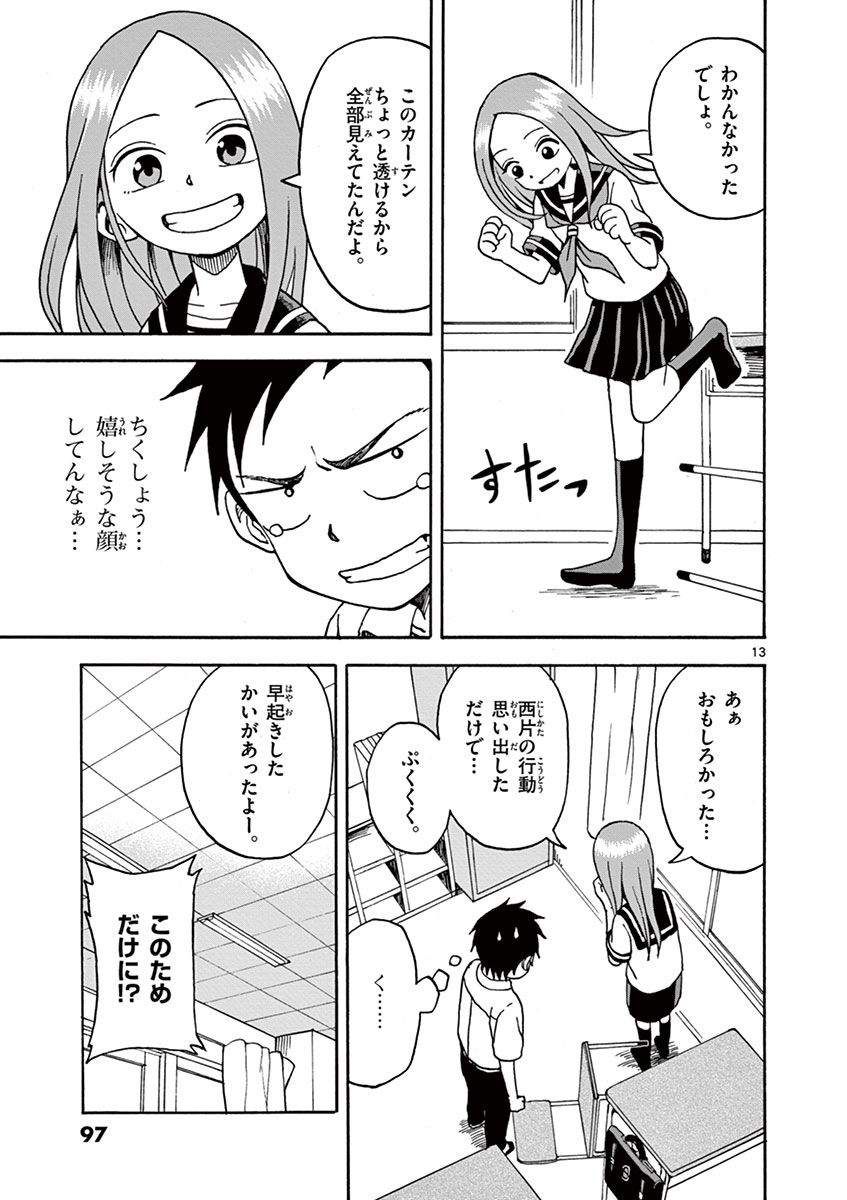 わかんなかった
でしょ。
すたっ
このカーテン
ちょっと透けるから
全部見えてたんだよ。
ちくしょう…
嬉しそうな顔
してんなぁ…
13
あぁ
おもしろかった…
西片の行動
思い出した
だけで…
ぷくくく。
く……
早起きした
かいがあったよー。
このため
だけに!?
97